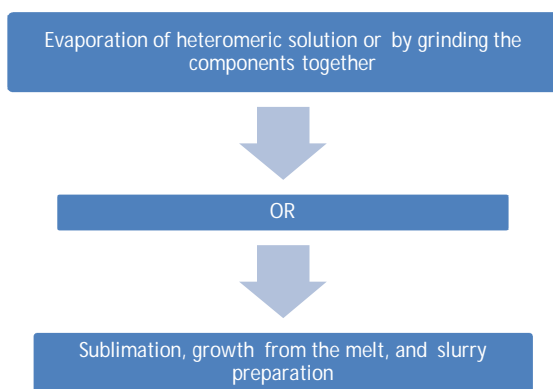 Evaporation of heteromeric solution or by grinding the
components together
OR
Sublimation, growth from the melt, and slurry
preparation